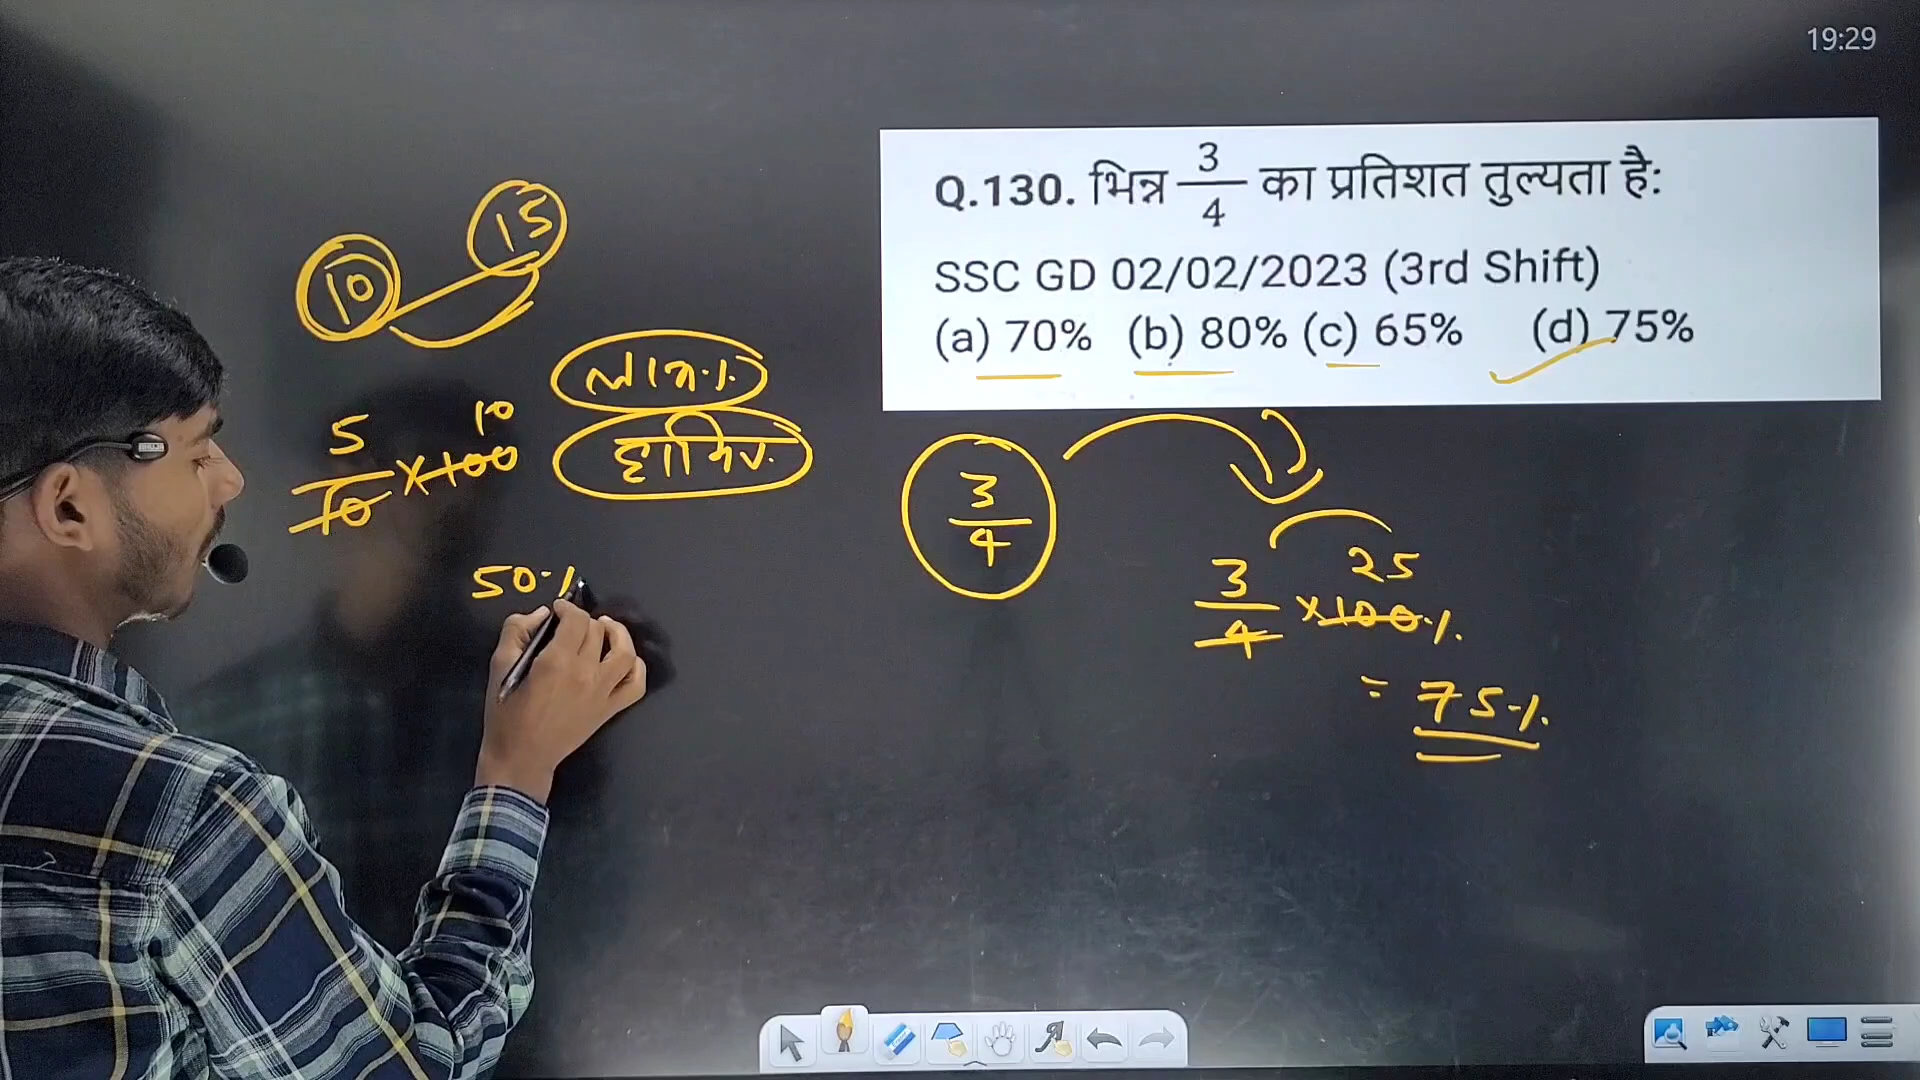 19:29
Q.130. भिन्न 3/4 का प्रतिशत तुल्यता है:
SSC GD 02/02/2023 (3rd Shift)
(a) 70% (b) 80% (c) 65% (d) 75%
10 15
लाभ%
हानि%
5/10 × 100 10
50%
3/4
3/4 × 100% 25
= 75%